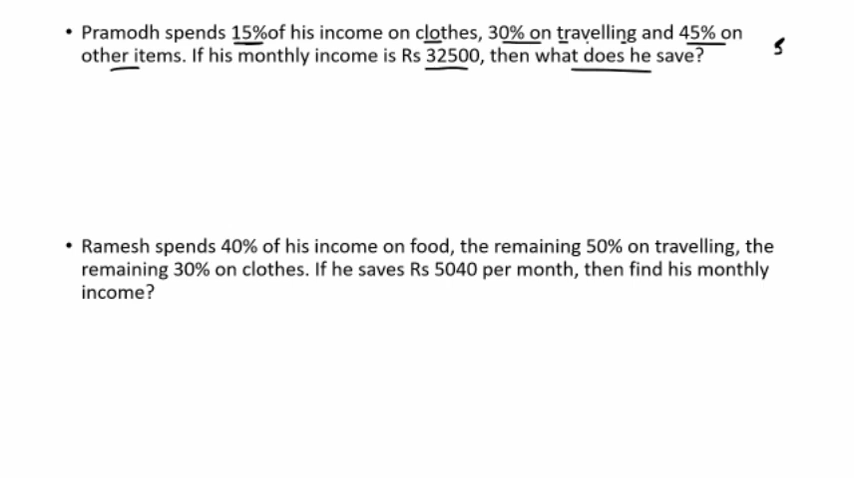 • Pramodh spends 15%of his income on clothes, 30% on travelling and 45% on
other items. If his monthly income is Rs 32500, then what does he save?
• Ramesh spends 40% of his income on food, the remaining 50% on travelling, the
remaining 30% on clothes. If he saves Rs 5040 per month, then find his monthly
income?